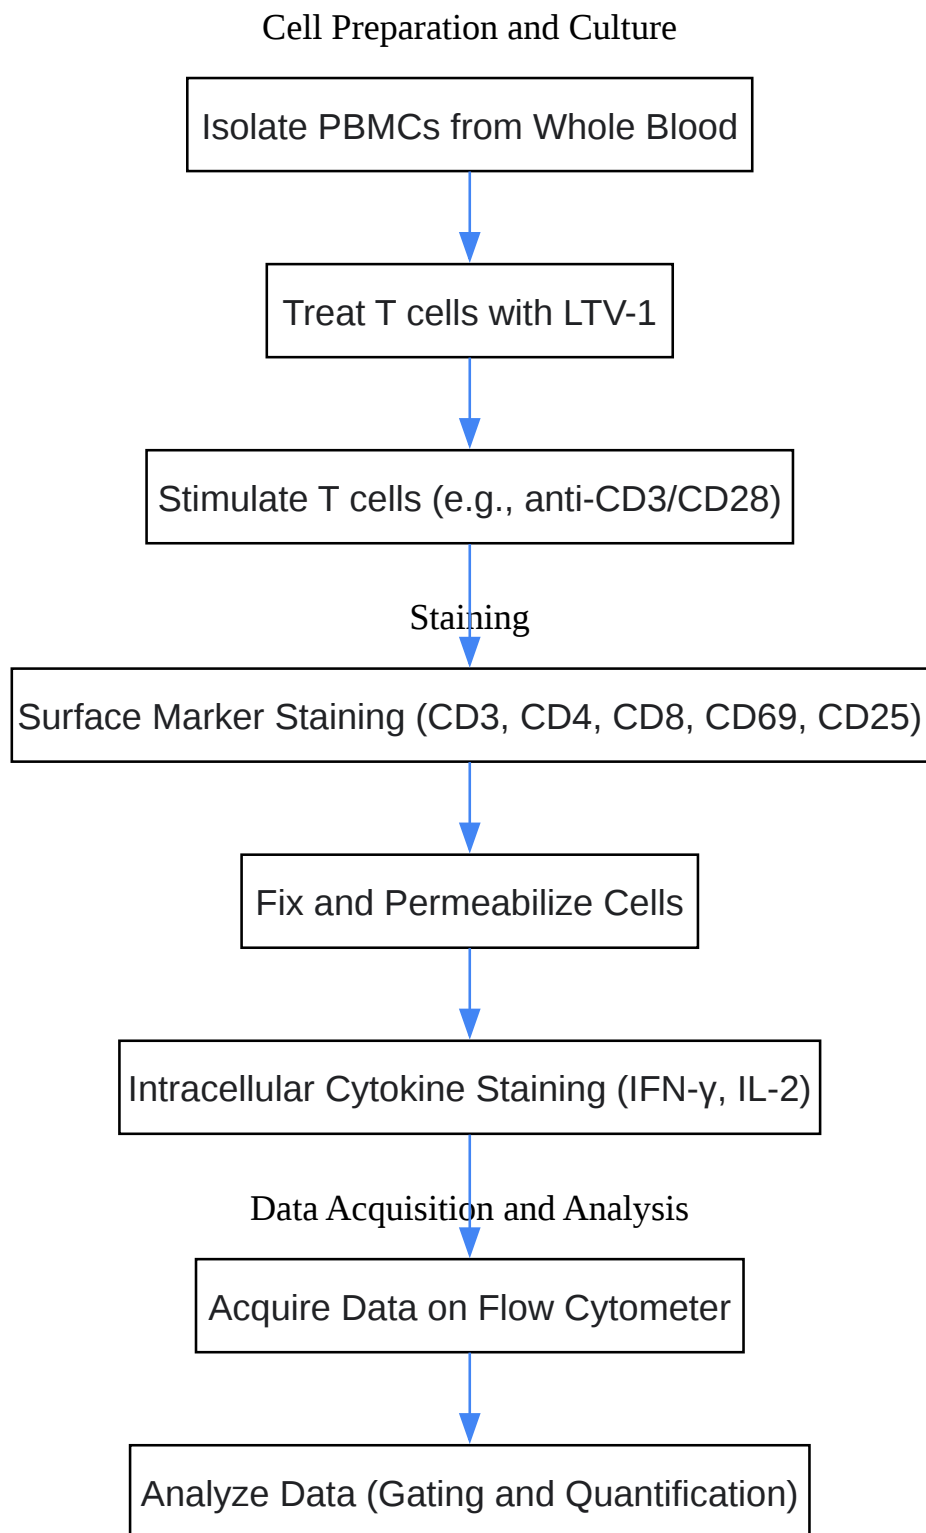 Cell Preparation and Culture
Isolate PBMCs from Whole Blood
Treat T cells with LTV-1
Stimulate T cells (e.g., anti-CD3/CD28)
Staining
Surface Marker Staining (CD3, CD4, CD8, CD69, CD25)
Fix and Permeabilize Cells
Intracellular Cytokine Staining (IFN-γ, IL-2)
Data Acquisition and Analysis
Acquire Data on Flow Cytometer
Analyze Data (Gating and Quantification)